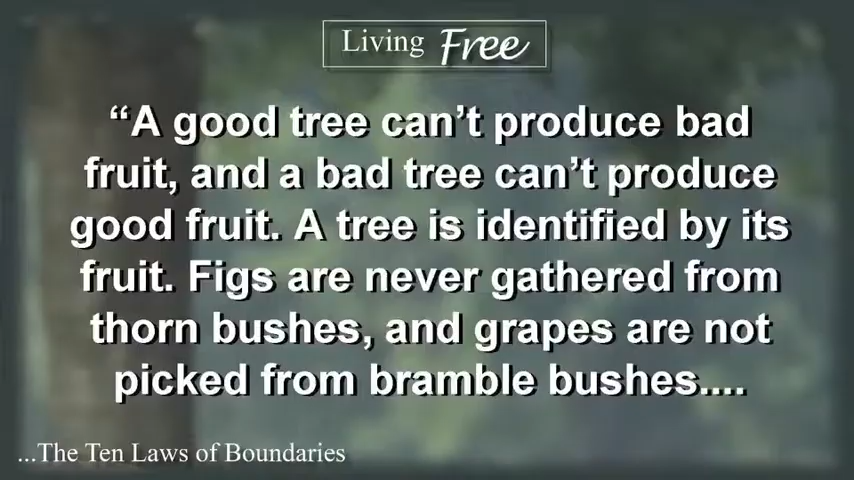 Living Free
“A good tree can’t produce bad
fruit, and a bad tree can’t produce
good fruit. A tree is identified by its
fruit. Figs are never gathered from
thorn bushes, and grapes are not
picked from bramble bushes....
...The Ten Laws of Boundaries